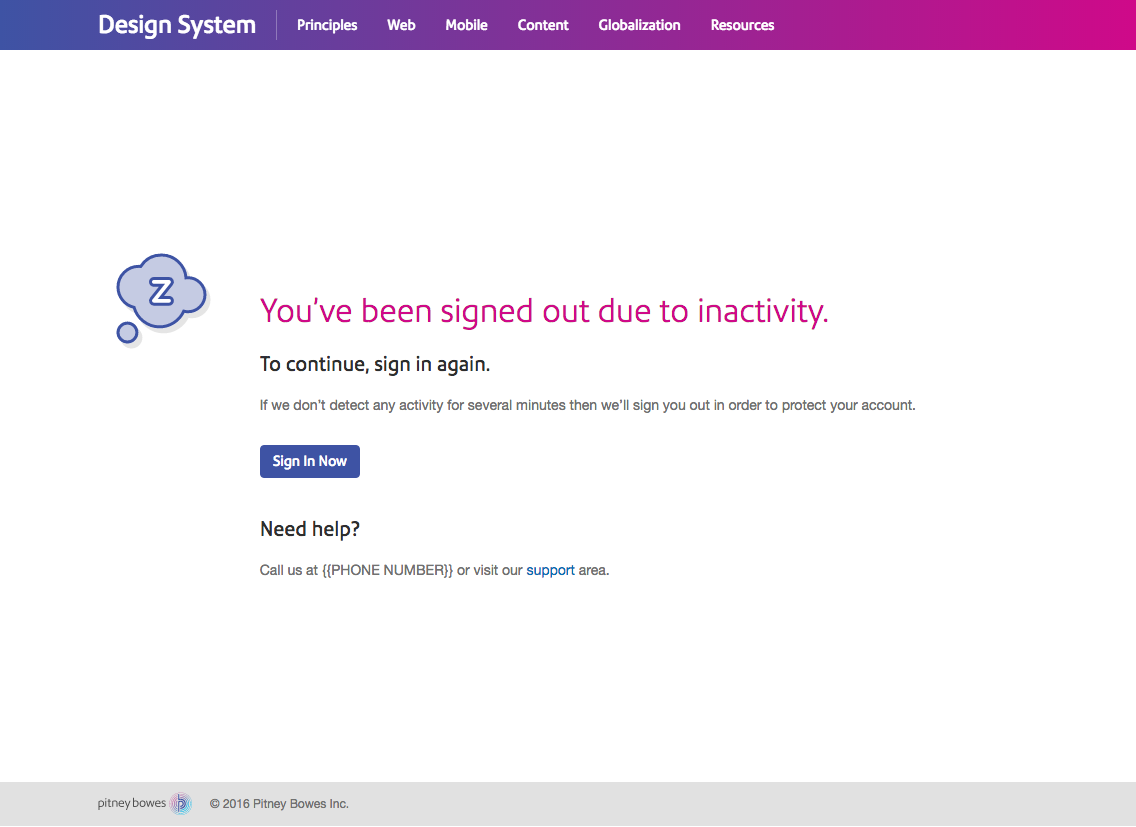 Design System Principles Web Mobile Content Globalization Resources
Z
You've been signed out due to inactivity.
To continue, sign in again.
If we don't detect any activity for several minutes then we'll sign you out in order to protect your account.
Sign In Now
Need help?
Call us at {{PHONE NUMBER}} or visit our support area.
pitney bowes © 2016 Pitney Bowes Inc.